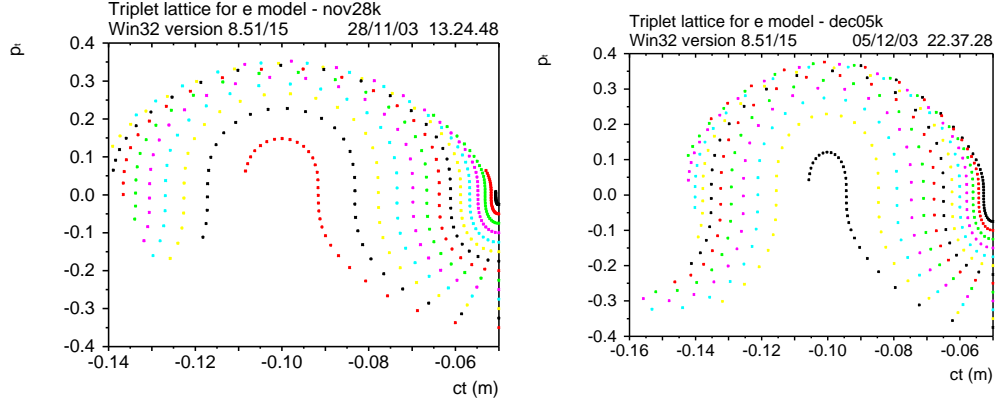 Triplet lattice for e model - nov28k
Win32 version 8.51/15 28/11/03 13.24.48
pₜ
0.4
0.3
0.2
0.1
0.0
-0.1
-0.2
-0.3
-0.4
-0.14 -0.12 -0.10 -0.08 -0.06
ct (m)
Triplet lattice for e model - dec05k
Win32 version 8.51/15 05/12/03 22.37.28
pₜ
0.4
0.3
0.2
0.1
0.0
-0.1
-0.2
-0.3
-0.4
-0.16 -0.14 -0.12 -0.10 -0.08 -0.06
ct (m)